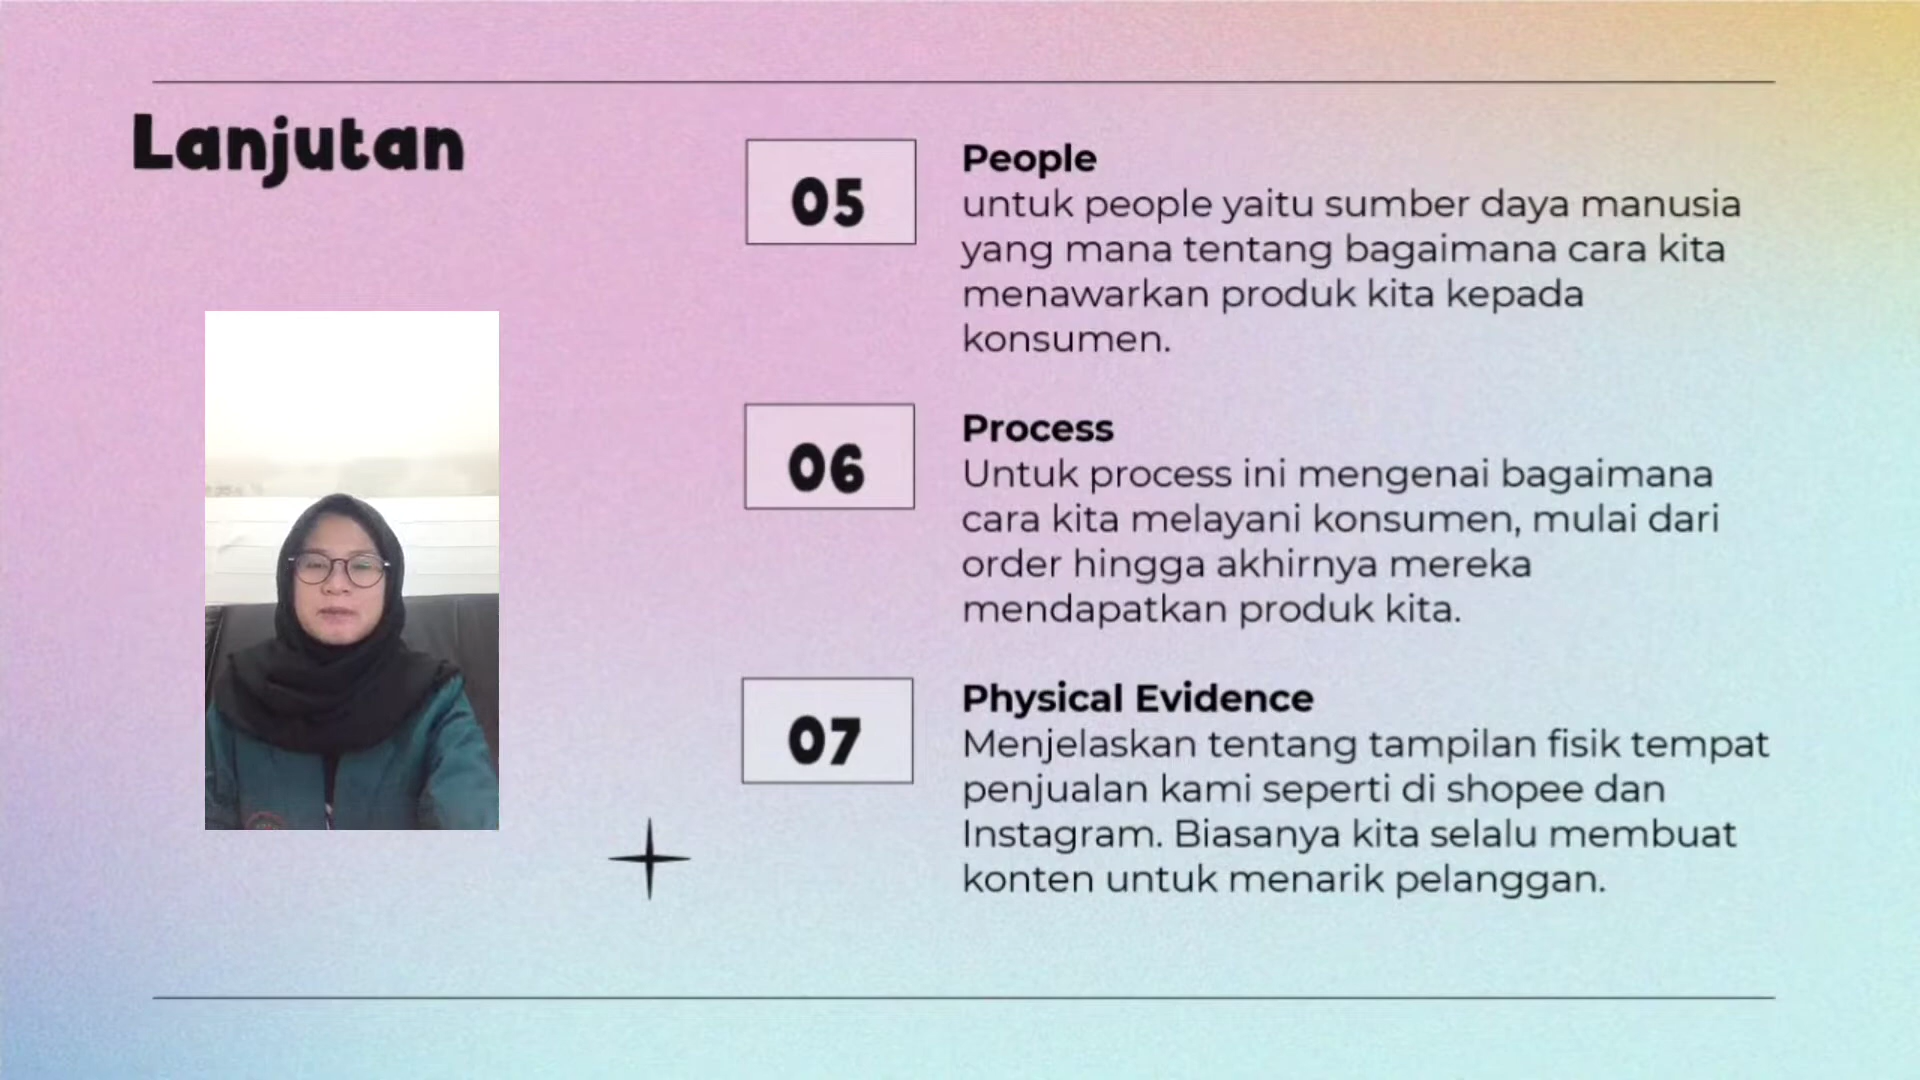 Lanjutan
05
People
untuk people yaitu sumber daya manusia
yang mana tentang bagaimana cara kita
menawarkan produk kita kepada
konsumen.
06
Process
Untuk process ini mengenai bagaimana
cara kita melayani konsumen, mulai dari
order hingga akhirnya mereka
mendapatkan produk kita.
07
Physical Evidence
Menjelaskan tentang tampilan fisik tempat
penjualan kami seperti di shopee dan
Instagram. Biasanya kita selalu membuat
konten untuk menarik pelanggan.